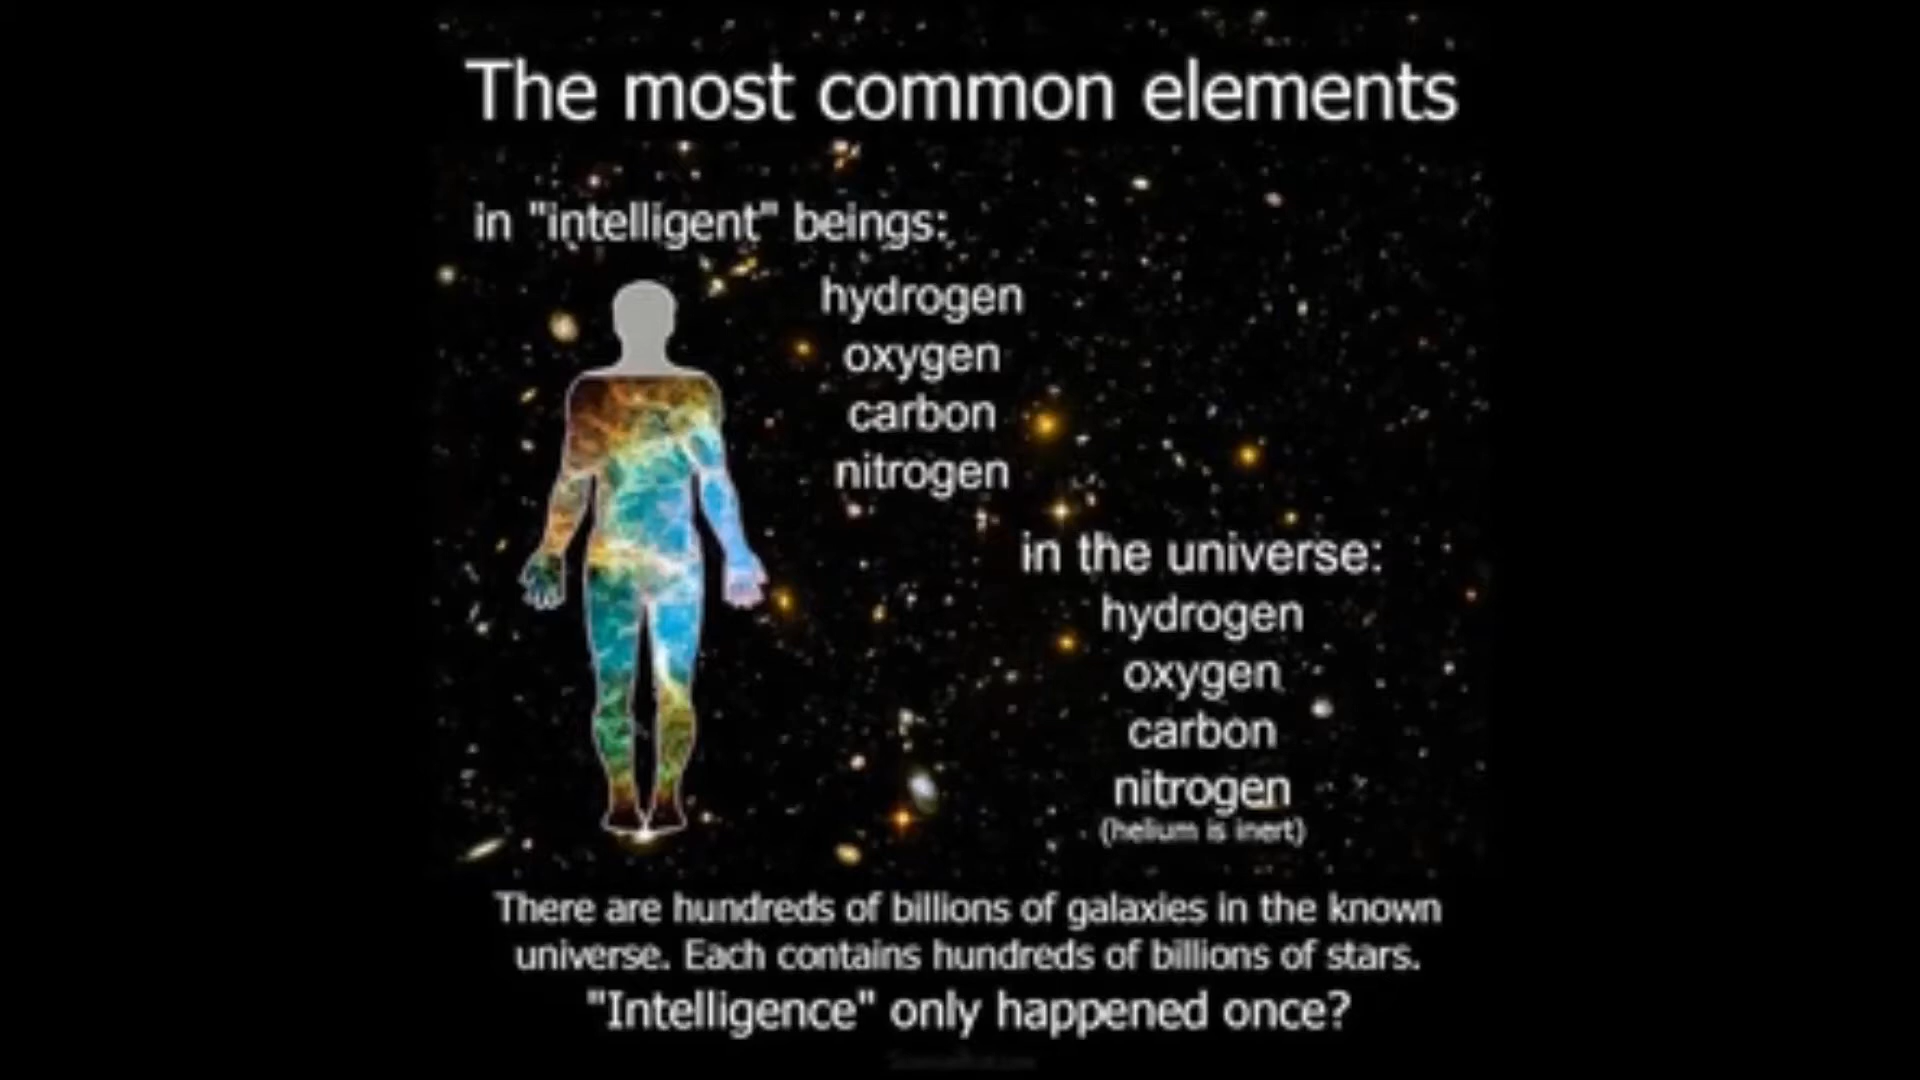 The most common elements
in "intelligent" beings:
hydrogen
oxygen
carbon
nitrogen
in the universe:
hydrogen
oxygen
carbon
nitrogen
(helium is inert)
There are hundreds of billions of galaxies in the known
universe. Each contains hundreds of billions of stars.
"Intelligence" only happened once?